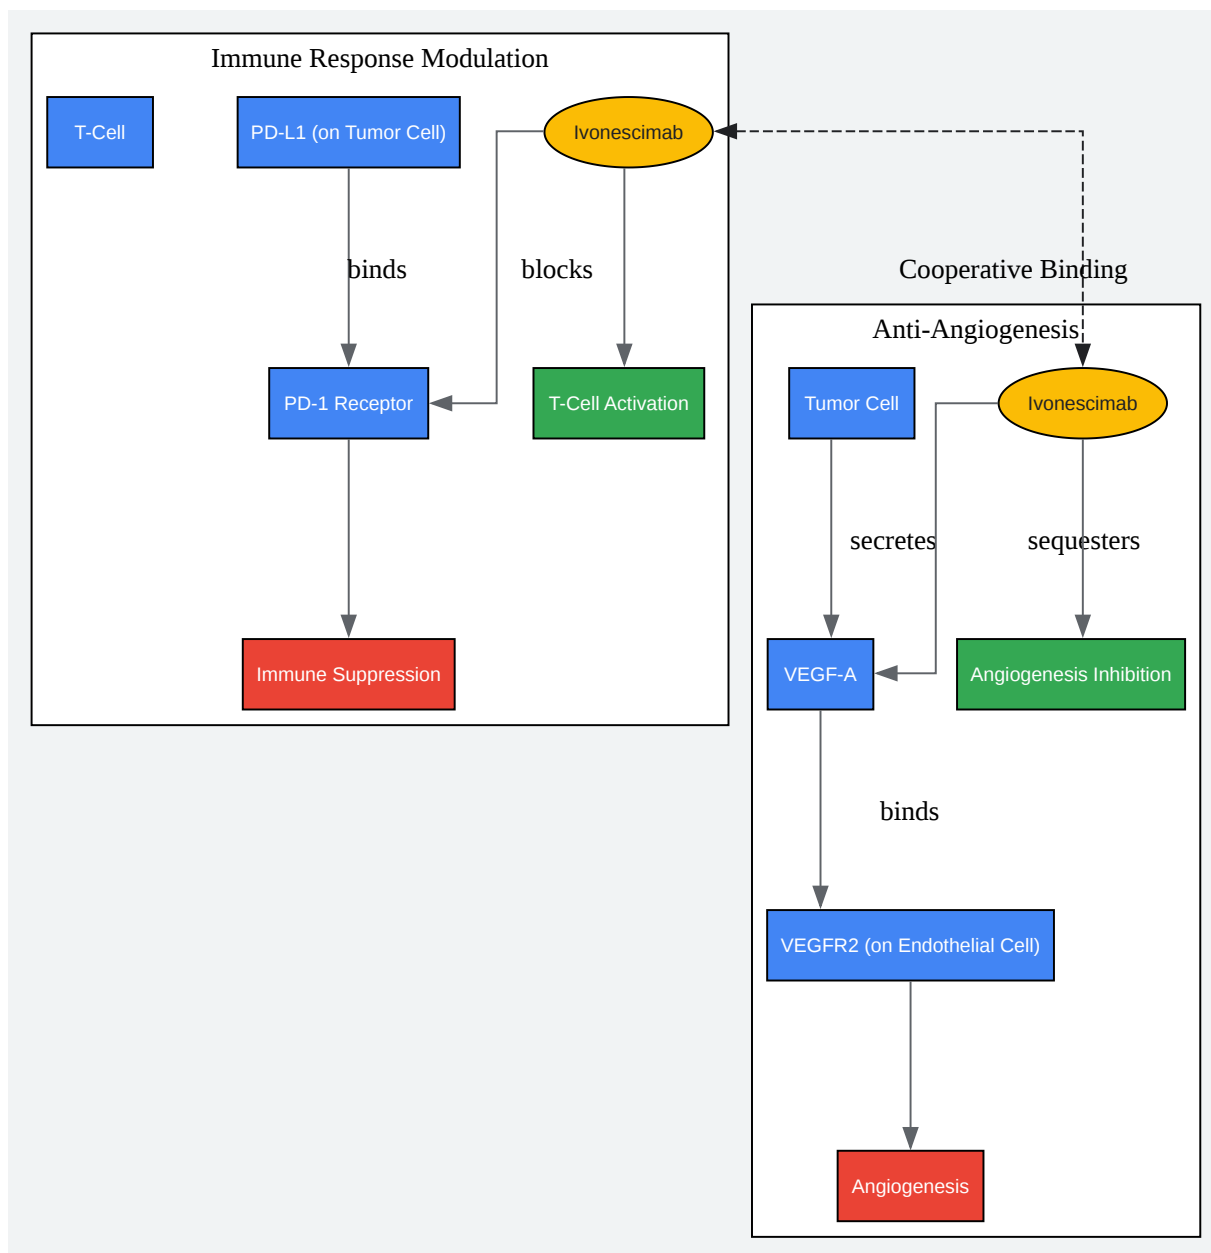 Immune Response Modulation
T-Cell
PD-L1 (on Tumor Cell)
Ivonescimab
binds
blocks
Cooperative Binding
PD-1 Receptor
T-Cell Activation
Immune Suppression
Anti-Angiogenesis
Tumor Cell
Ivonescimab
secretes
sequesters
VEGF-A
Angiogenesis Inhibition
binds
VEGFR2 (on Endothelial Cell)
Angiogenesis